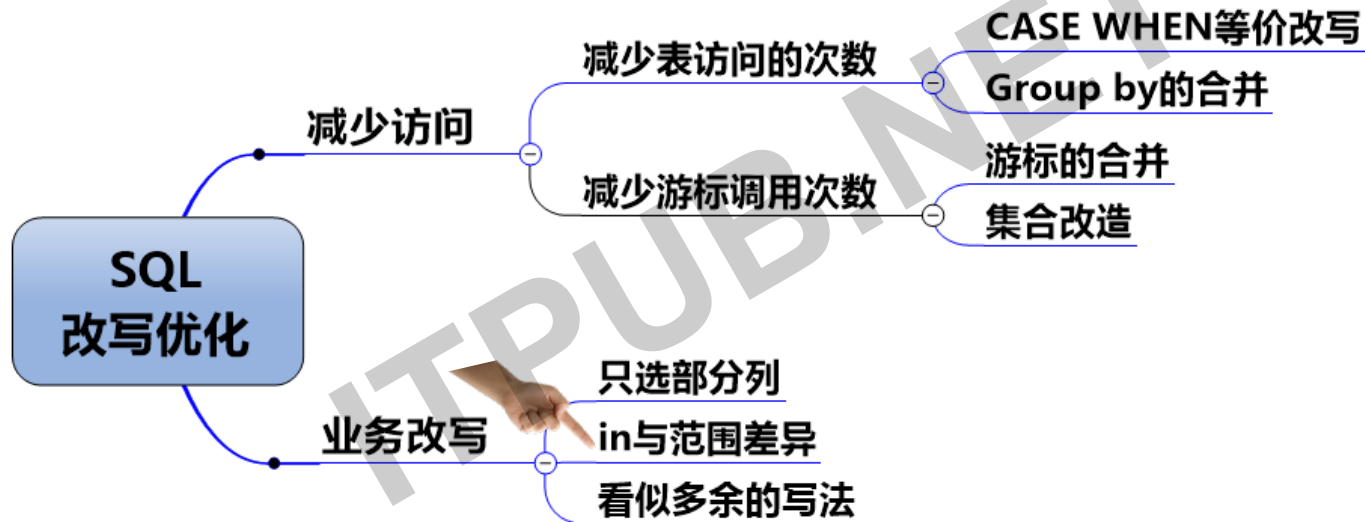 SQL
改写优化
减少访问
减少表访问的次数
CASE WHEN等价改写
Group by的合并
减少游标调用次数
游标的合并
集合改造
业务改写
只选部分列
in与范围差异
看似多余的写法
ITPUB.NET